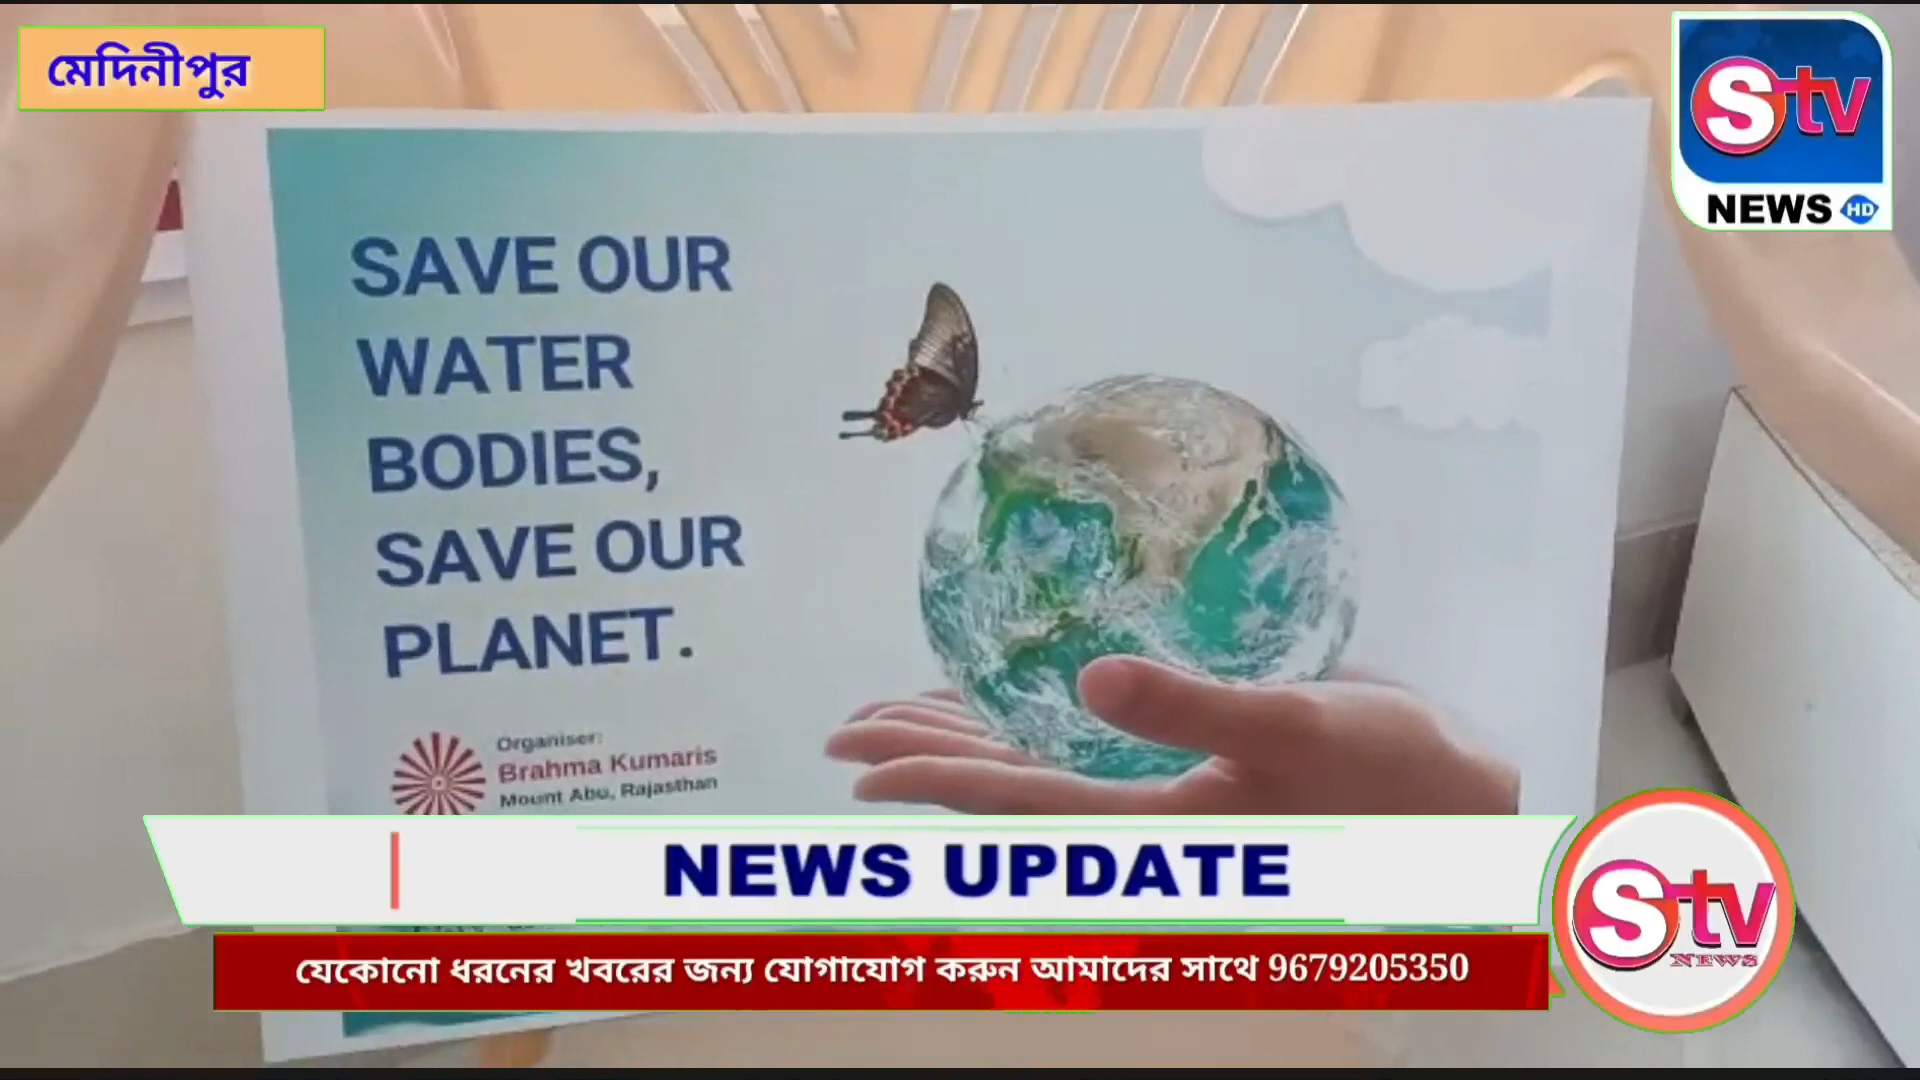 মেদিনীপুর
Stv
NEWS HD
SAVE OUR
WATER
BODIES,
SAVE OUR
PLANET.
Organiser:
Brahma Kumaris
Mount Abu, Rajasthan
NEWS UPDATE
যেকোনো ধরনের খবরের জন্য যোগাযোগ করুন আমাদের সাথে 9679205350
Stv
NEWS